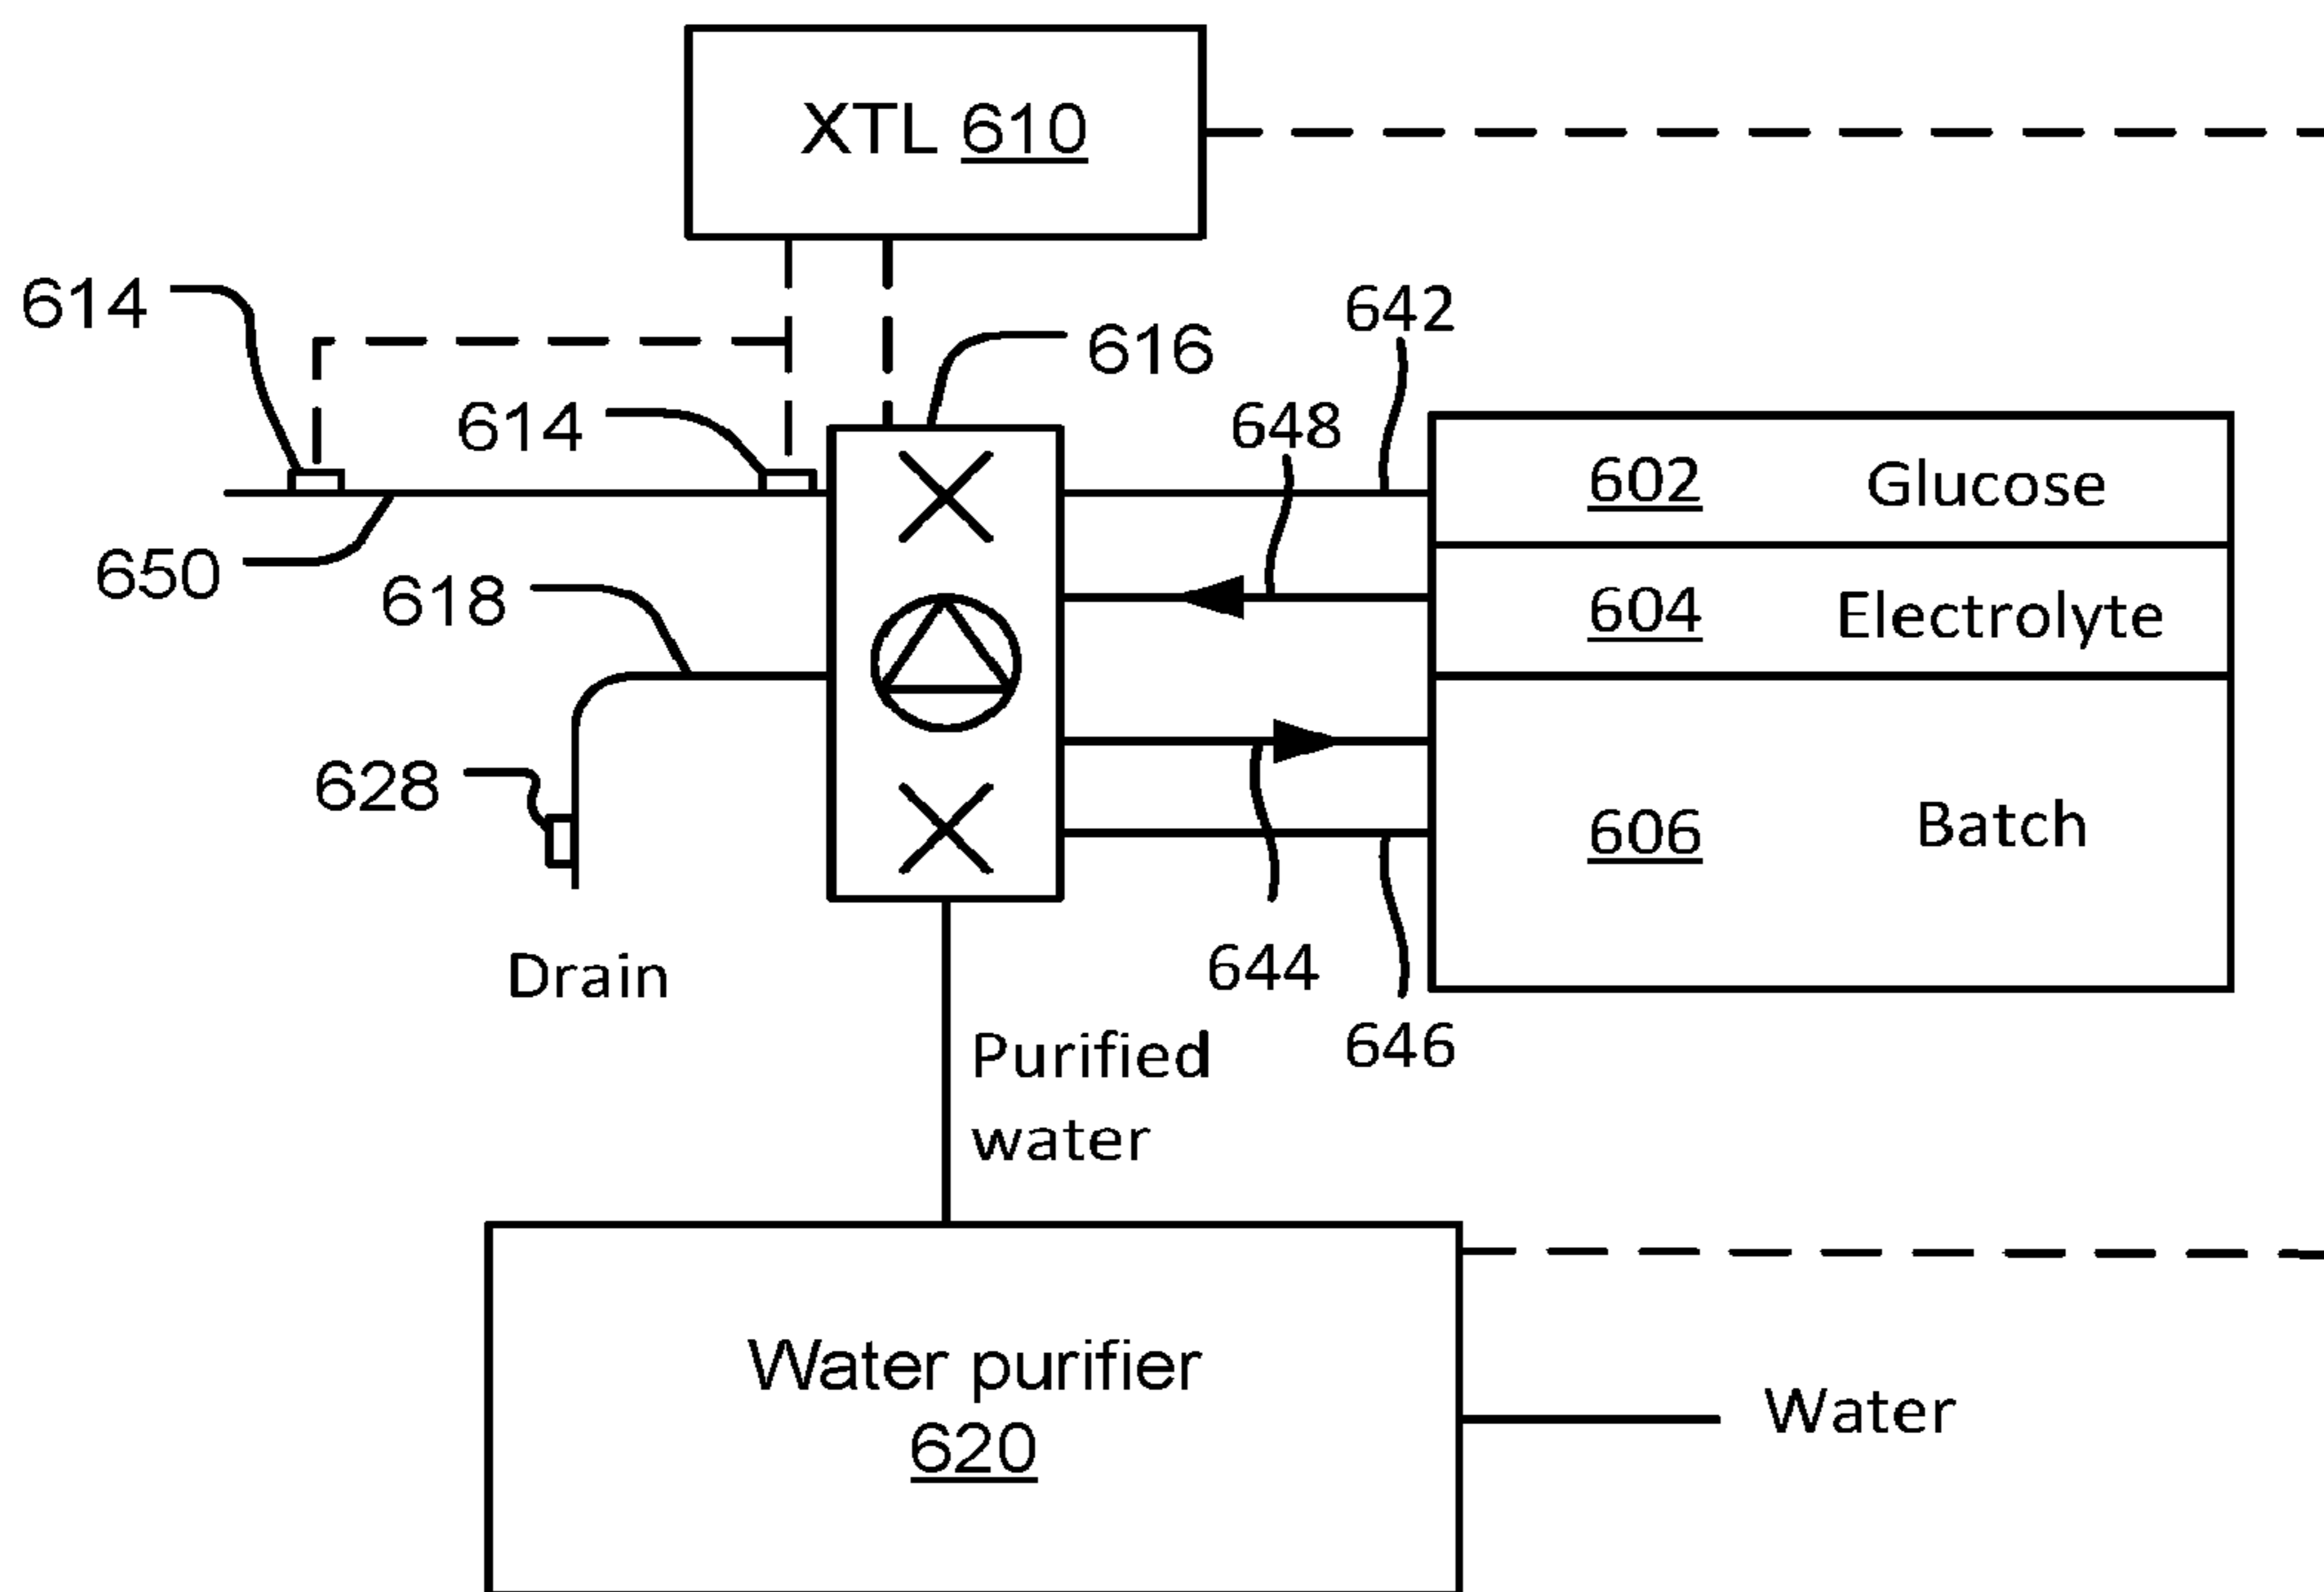 XTL 610
614
642
616
614
648
602 Glucose
650
618
604 Electrolyte
628
606 Batch
Drain
644
646
Purified
water
Water purifier
620
Water